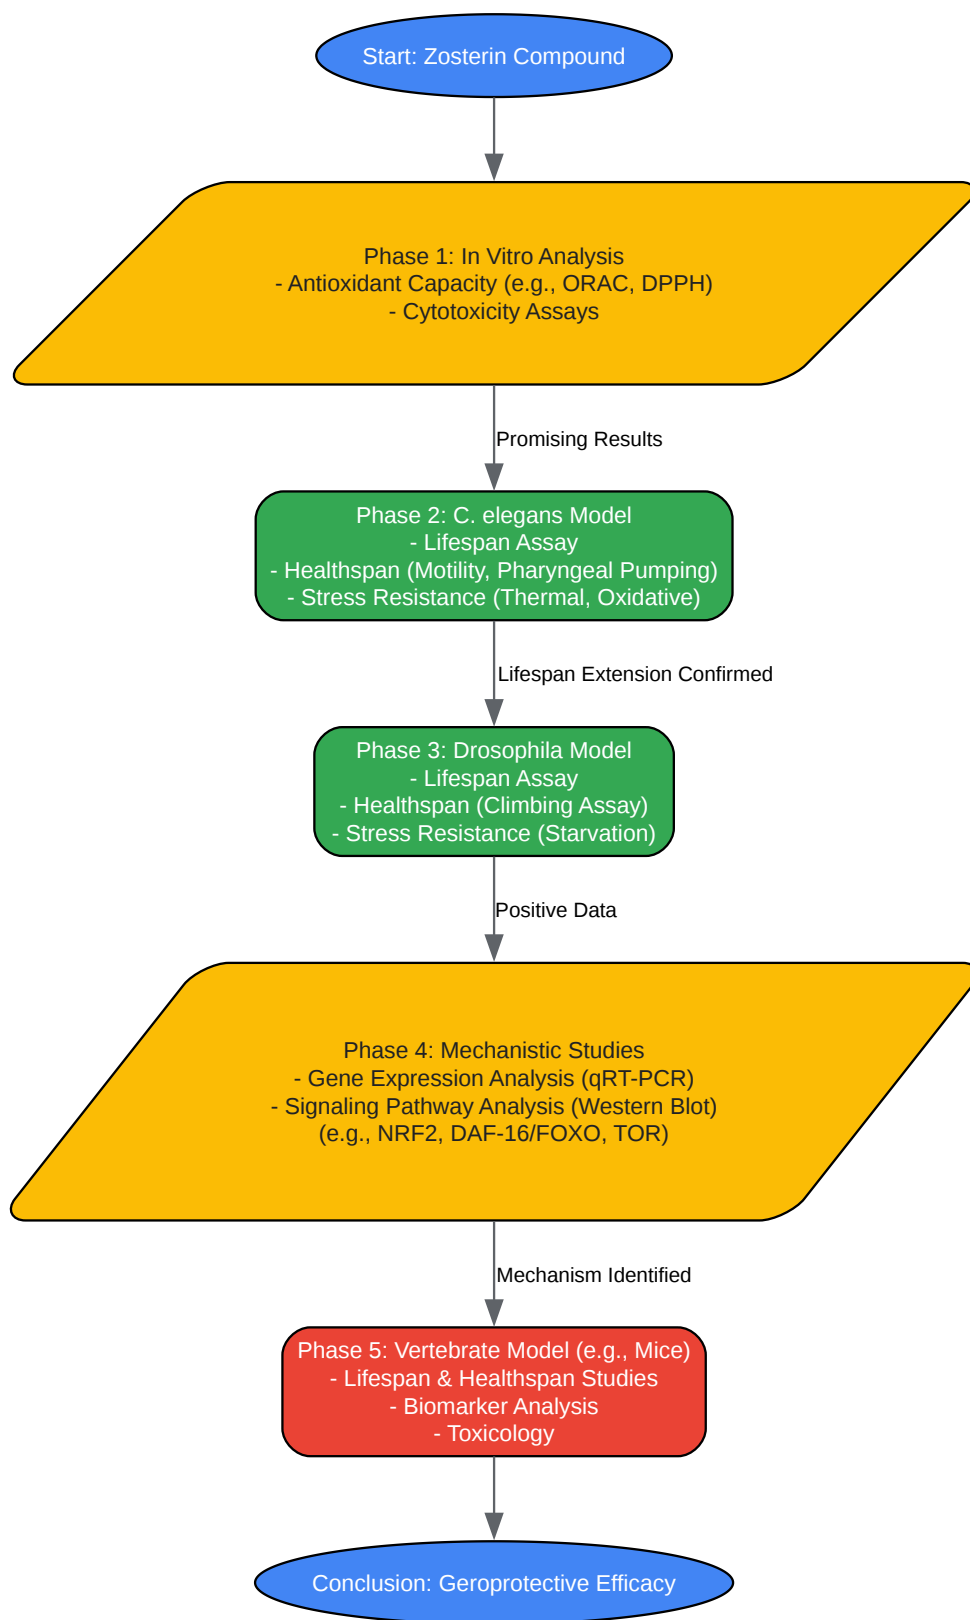 Start: Zosterin Compound
Phase 1: In Vitro Analysis
- Antioxidant Capacity (e.g., ORAC, DPPH)
- Cytotoxicity Assays
Promising Results
Phase 2: C. elegans Model
- Lifespan Assay
- Healthspan (Motility, Pharyngeal Pumping)
- Stress Resistance (Thermal, Oxidative)
Lifespan Extension Confirmed
Phase 3: Drosophila Model
- Lifespan Assay
- Healthspan (Climbing Assay)
- Stress Resistance (Starvation)
Positive Data
Phase 4: Mechanistic Studies
- Gene Expression Analysis (qRT-PCR)
- Signaling Pathway Analysis (Western Blot)
(e.g., NRF2, DAF-16/FOXO, TOR)
Mechanism Identified
Phase 5: Vertebrate Model (e.g., Mice)
- Lifespan & Healthspan Studies
- Biomarker Analysis
- Toxicology
Conclusion: Geroprotective Efficacy